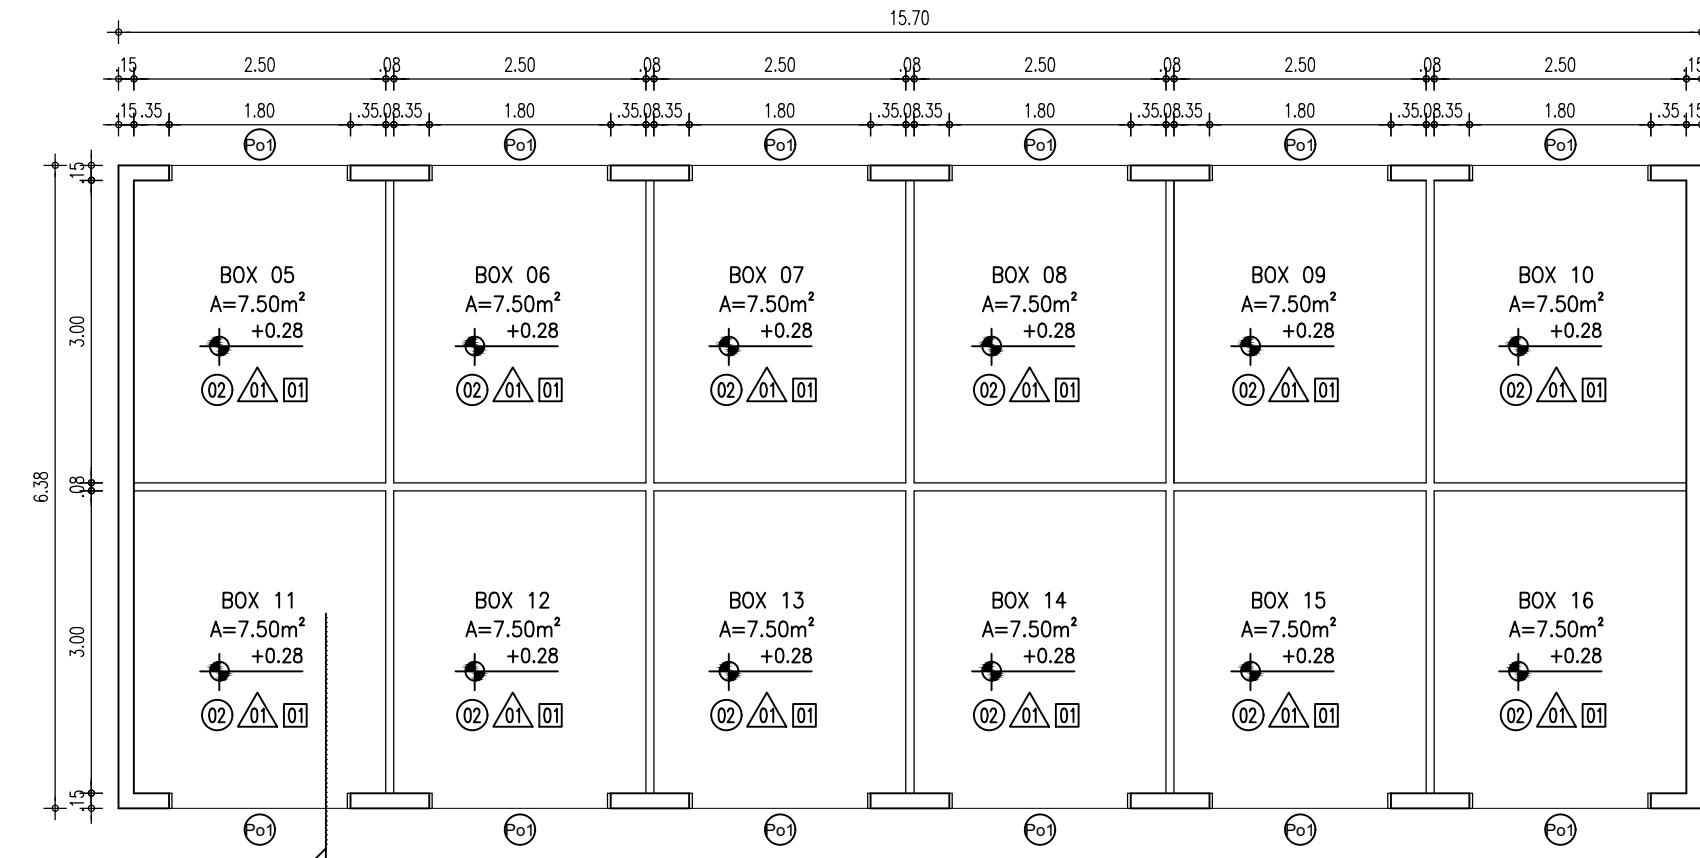 15.70
.15 2.50 .08 2.50 .08 2.50 .08 2.50 .08 2.50 .08 2.50 .15
.15 .35 1.80 .35 .08 .35 1.80 .35 .08 .35 1.80 .35 .08 .35 1.80 .35 .08 .35 1.80 .35 .08 .35 1.80 .35 .15
Po1 Po1 Po1 Po1 Po1 Po1
.15
BOX 05 BOX 06 BOX 07 BOX 08 BOX 09 BOX 10
A=7.50m² A=7.50m² A=7.50m² A=7.50m² A=7.50m² A=7.50m²
+0.28 +0.28 +0.28 +0.28 +0.28 +0.28
3.00
02 01 01 02 01 01 02 01 01 02 01 01 02 01 01 02 01 01
6.38
.08
BOX 11 BOX 12 BOX 13 BOX 14 BOX 15 BOX 16
A=7.50m² A=7.50m² A=7.50m² A=7.50m² A=7.50m² A=7.50m²
3.00
+0.28 +0.28 +0.28 +0.28 +0.28 +0.28
02 01 01 02 01 01 02 01 01 02 01 01 02 01 01 02 01 01
.15
Po1 Po1 Po1 Po1 Po1 Po1